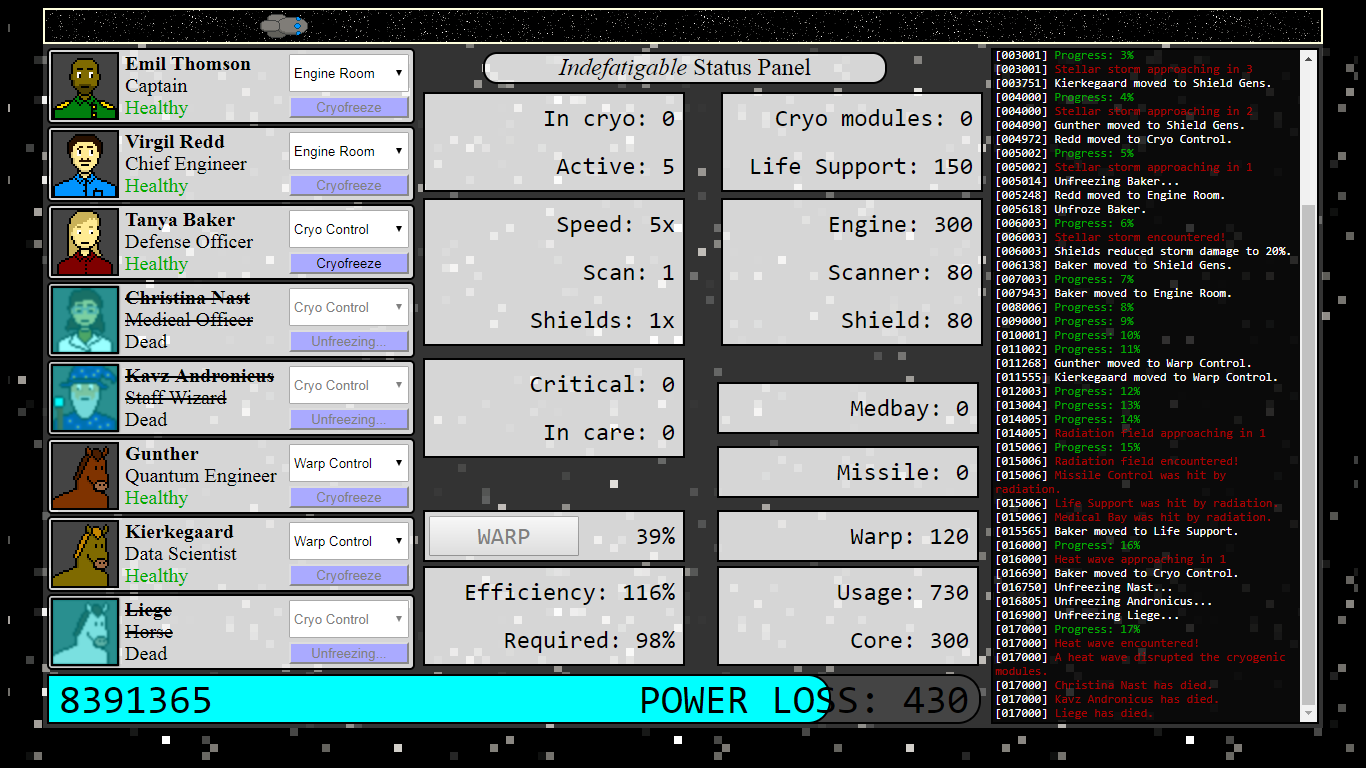 Emil Thomson
Captain
Healthy
Engine Room
Cryofreeze
Virgil Redd
Chief Engineer
Healthy
Engine Room
Cryofreeze
Tanya Baker
Defense Officer
Healthy
Cryo Control
Cryofreeze
Christina Nast
Medical Officer
Dead
Cryo Control
Unfreezing...
Kavz Andronicus
Staff Wizard
Dead
Cryo Control
Unfreezing...
Gunther
Quantum Engineer
Healthy
Warp Control
Cryofreeze
Kierkegaard
Data Scientist
Healthy
Warp Control
Cryofreeze
Liege
Horse
Dead
Cryo Control
Unfreezing...
Indefatigable Status Panel
In cryo: 0
Active: 5
Cryo modules: 0
Life Support: 150
Speed: 5x
Scan: 1
Shields: 1x
Engine: 300
Scanner: 80
Shield: 80
Critical: 0
In care: 0
Medbay: 0
Missile: 0
WARP 39%
Warp: 120
Efficiency: 116%
Required: 98%
Usage: 730
Core: 300
8391365 POWER LOSS: 430
[003001] Progress: 3%
[003001] Stellar storm approaching in 3
[003751] Kierkegaard moved to Shield Gens.
[004000] Progress: 4%
[004000] Stellar storm approaching in 2
[004090] Gunther moved to Shield Gens.
[004972] Redd moved to Cryo Control.
[005002] Progress: 5%
[005002] Stellar storm approaching in 1
[005014] Unfreezing Baker...
[005248] Redd moved to Engine Room.
[005618] Unfroze Baker.
[006003] Progress: 6%
[006003] Stellar storm encountered!
[006003] Shields reduced storm damage to 20%.
[006138] Baker moved to Shield Gens.
[007003] Progress: 7%
[007943] Baker moved to Engine Room.
[008006] Progress: 8%
[009000] Progress: 9%
[010001] Progress: 10%
[011002] Progress: 11%
[011268] Gunther moved to Warp Control.
[011555] Kierkegaard moved to Warp Control.
[012003] Progress: 12%
[013004] Progress: 13%
[014005] Progress: 14%
[014005] Radiation field approaching in 1
[015006] Progress: 15%
[015006] Radiation field encountered!
[015006] Missile Control was hit by
radiation.
[015006] Life Support was hit by radiation.
[015006] Medical Bay was hit by radiation.
[015565] Baker moved to Life Support.
[016000] Progress: 16%
[016000] Heat wave approaching in 1
[016690] Baker moved to Cryo Control.
[016750] Unfreezing Nast...
[016805] Unfreezing Andronicus...
[016900] Unfreezing Liege...
[017000] Progress: 17%
[017000] Heat wave encountered!
[017000] A heat wave disrupted the cryogenic
modules.
[017000] Christina Nast has died.
[017000] Kavz Andronicus has died.
[017000] Liege has died.